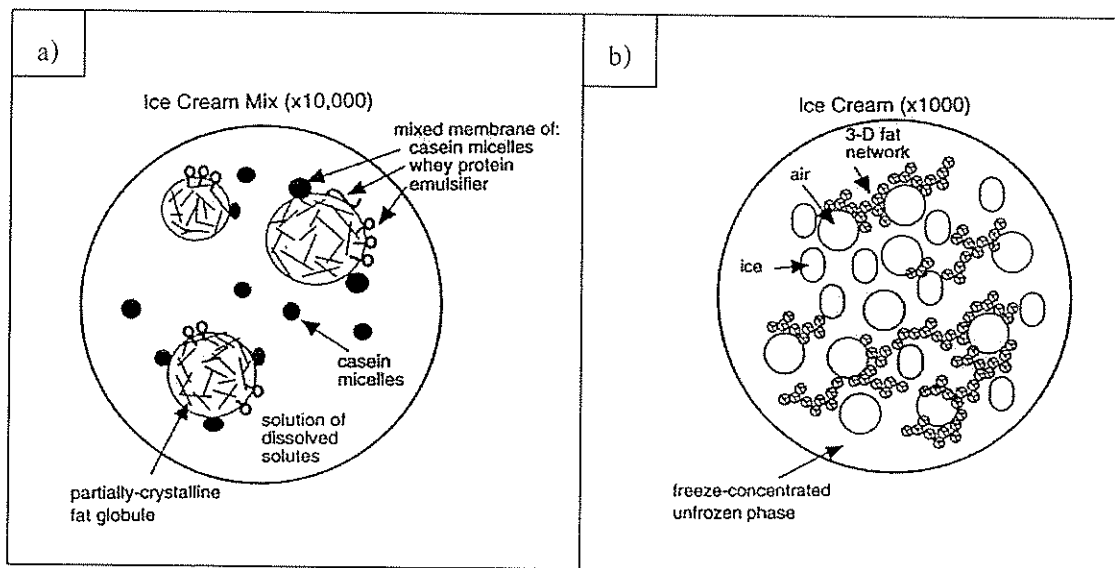 a)
Ice Cream Mix (x10,000)
mixed membrane of:
casein micelles
whey protein
emulsifier
casein
micelles
solution of
dissolved
solutes
partially-crystalline
fat globule
b)
Ice Cream (x1000)
3-D fat
network
air
ice
freeze-concentrated
unfrozen phase